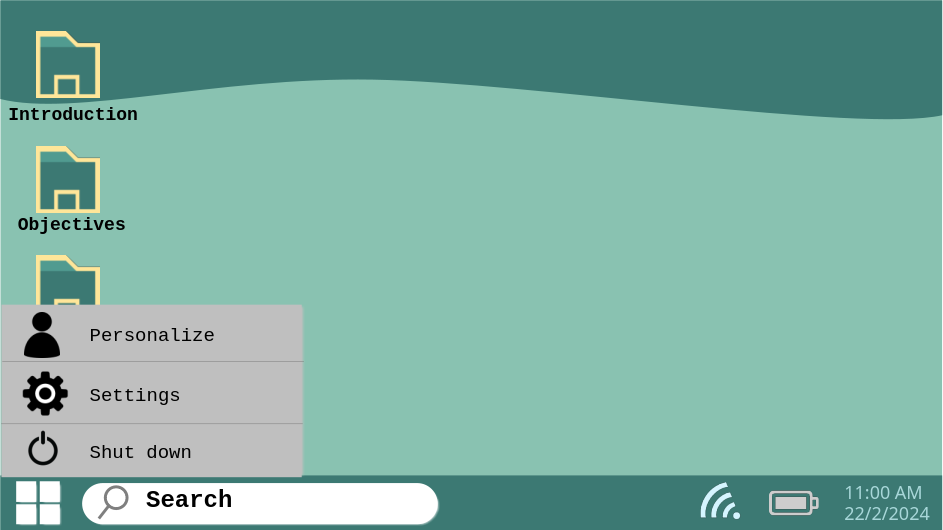 Introduction
Objectives
Personalize
Settings
Shut down
Search
11:00 AM
22/2/2024